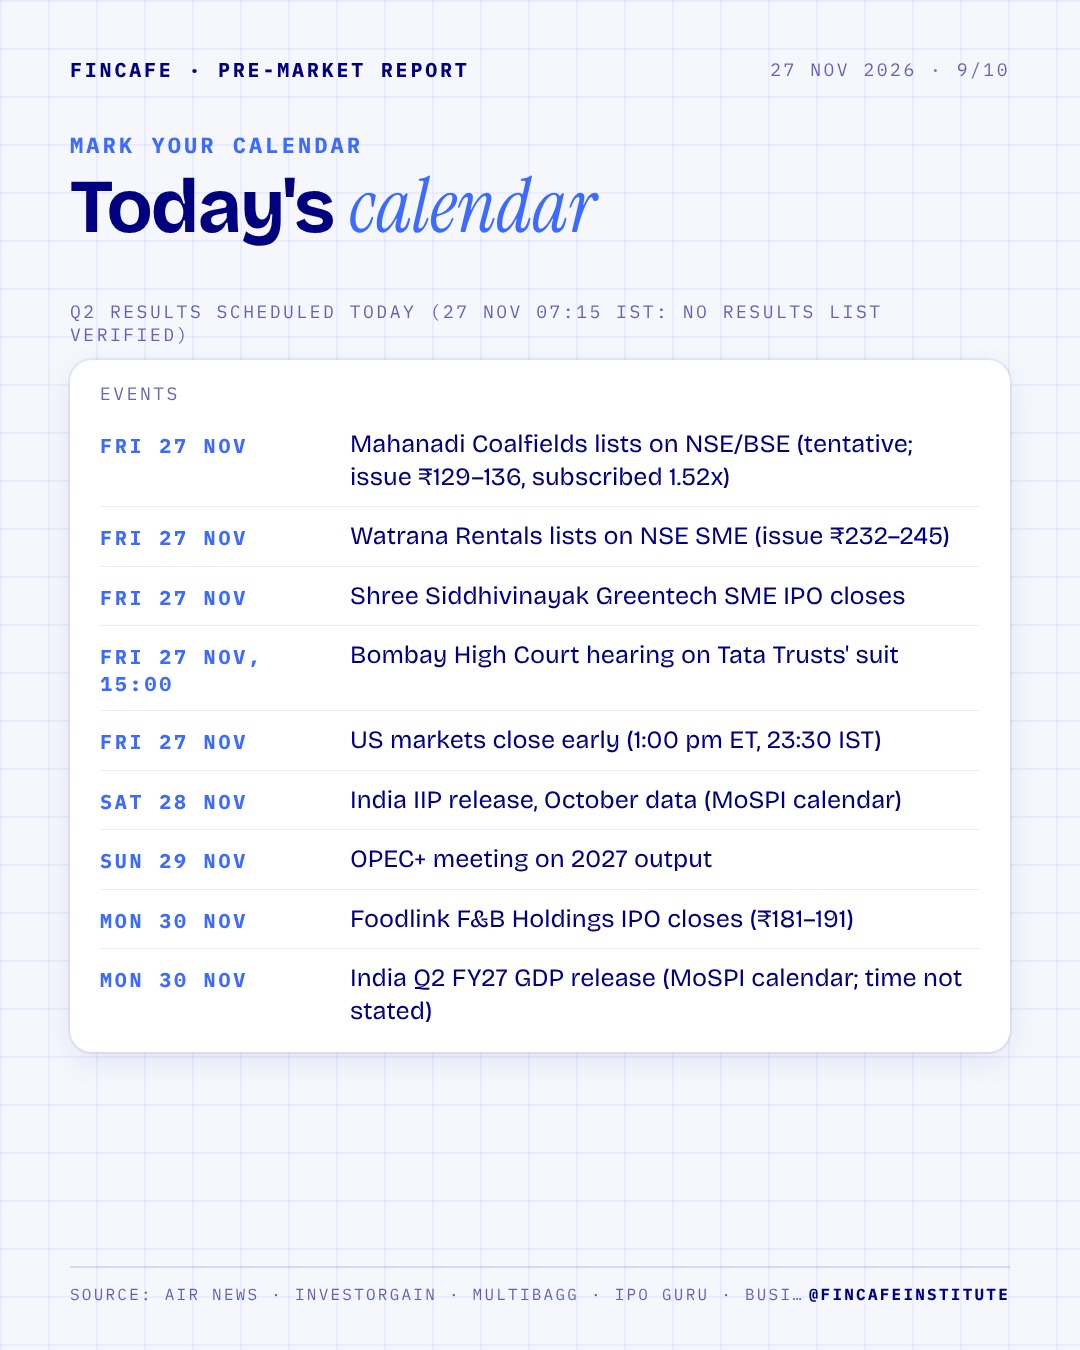 FINCAFE · PRE-MARKET REPORT
27 NOV 2026 · 9/10
MARK YOUR CALENDAR
Today's calendar
Q2 RESULTS SCHEDULED TODAY (27 NOV 07:15 IST: NO RESULTS LIST
VERIFIED)
EVENTS
FRI 27 NOV
Mahanadi Coalfields lists on NSE/BSE (tentative;
issue ₹129–136, subscribed 1.52x)
FRI 27 NOV
Watrana Rentals lists on NSE SME (issue ₹232–245)
FRI 27 NOV
Shree Siddhivinayak Greentech SME IPO closes
FRI 27 NOV,
15:00
Bombay High Court hearing on Tata Trusts' suit
FRI 27 NOV
US markets close early (1:00 pm ET, 23:30 IST)
SAT 28 NOV
India IIP release, October data (MoSPI calendar)
SUN 29 NOV
OPEC+ meeting on 2027 output
MON 30 NOV
Foodlink F&B Holdings IPO closes (₹181–191)
MON 30 NOV
India Q2 FY27 GDP release (MoSPI calendar; time not
stated)
SOURCE: AIR NEWS · INVESTORGAIN · MULTIBAGG · IPO GURU · BUSI…
@FINCAFEINSTITUTE